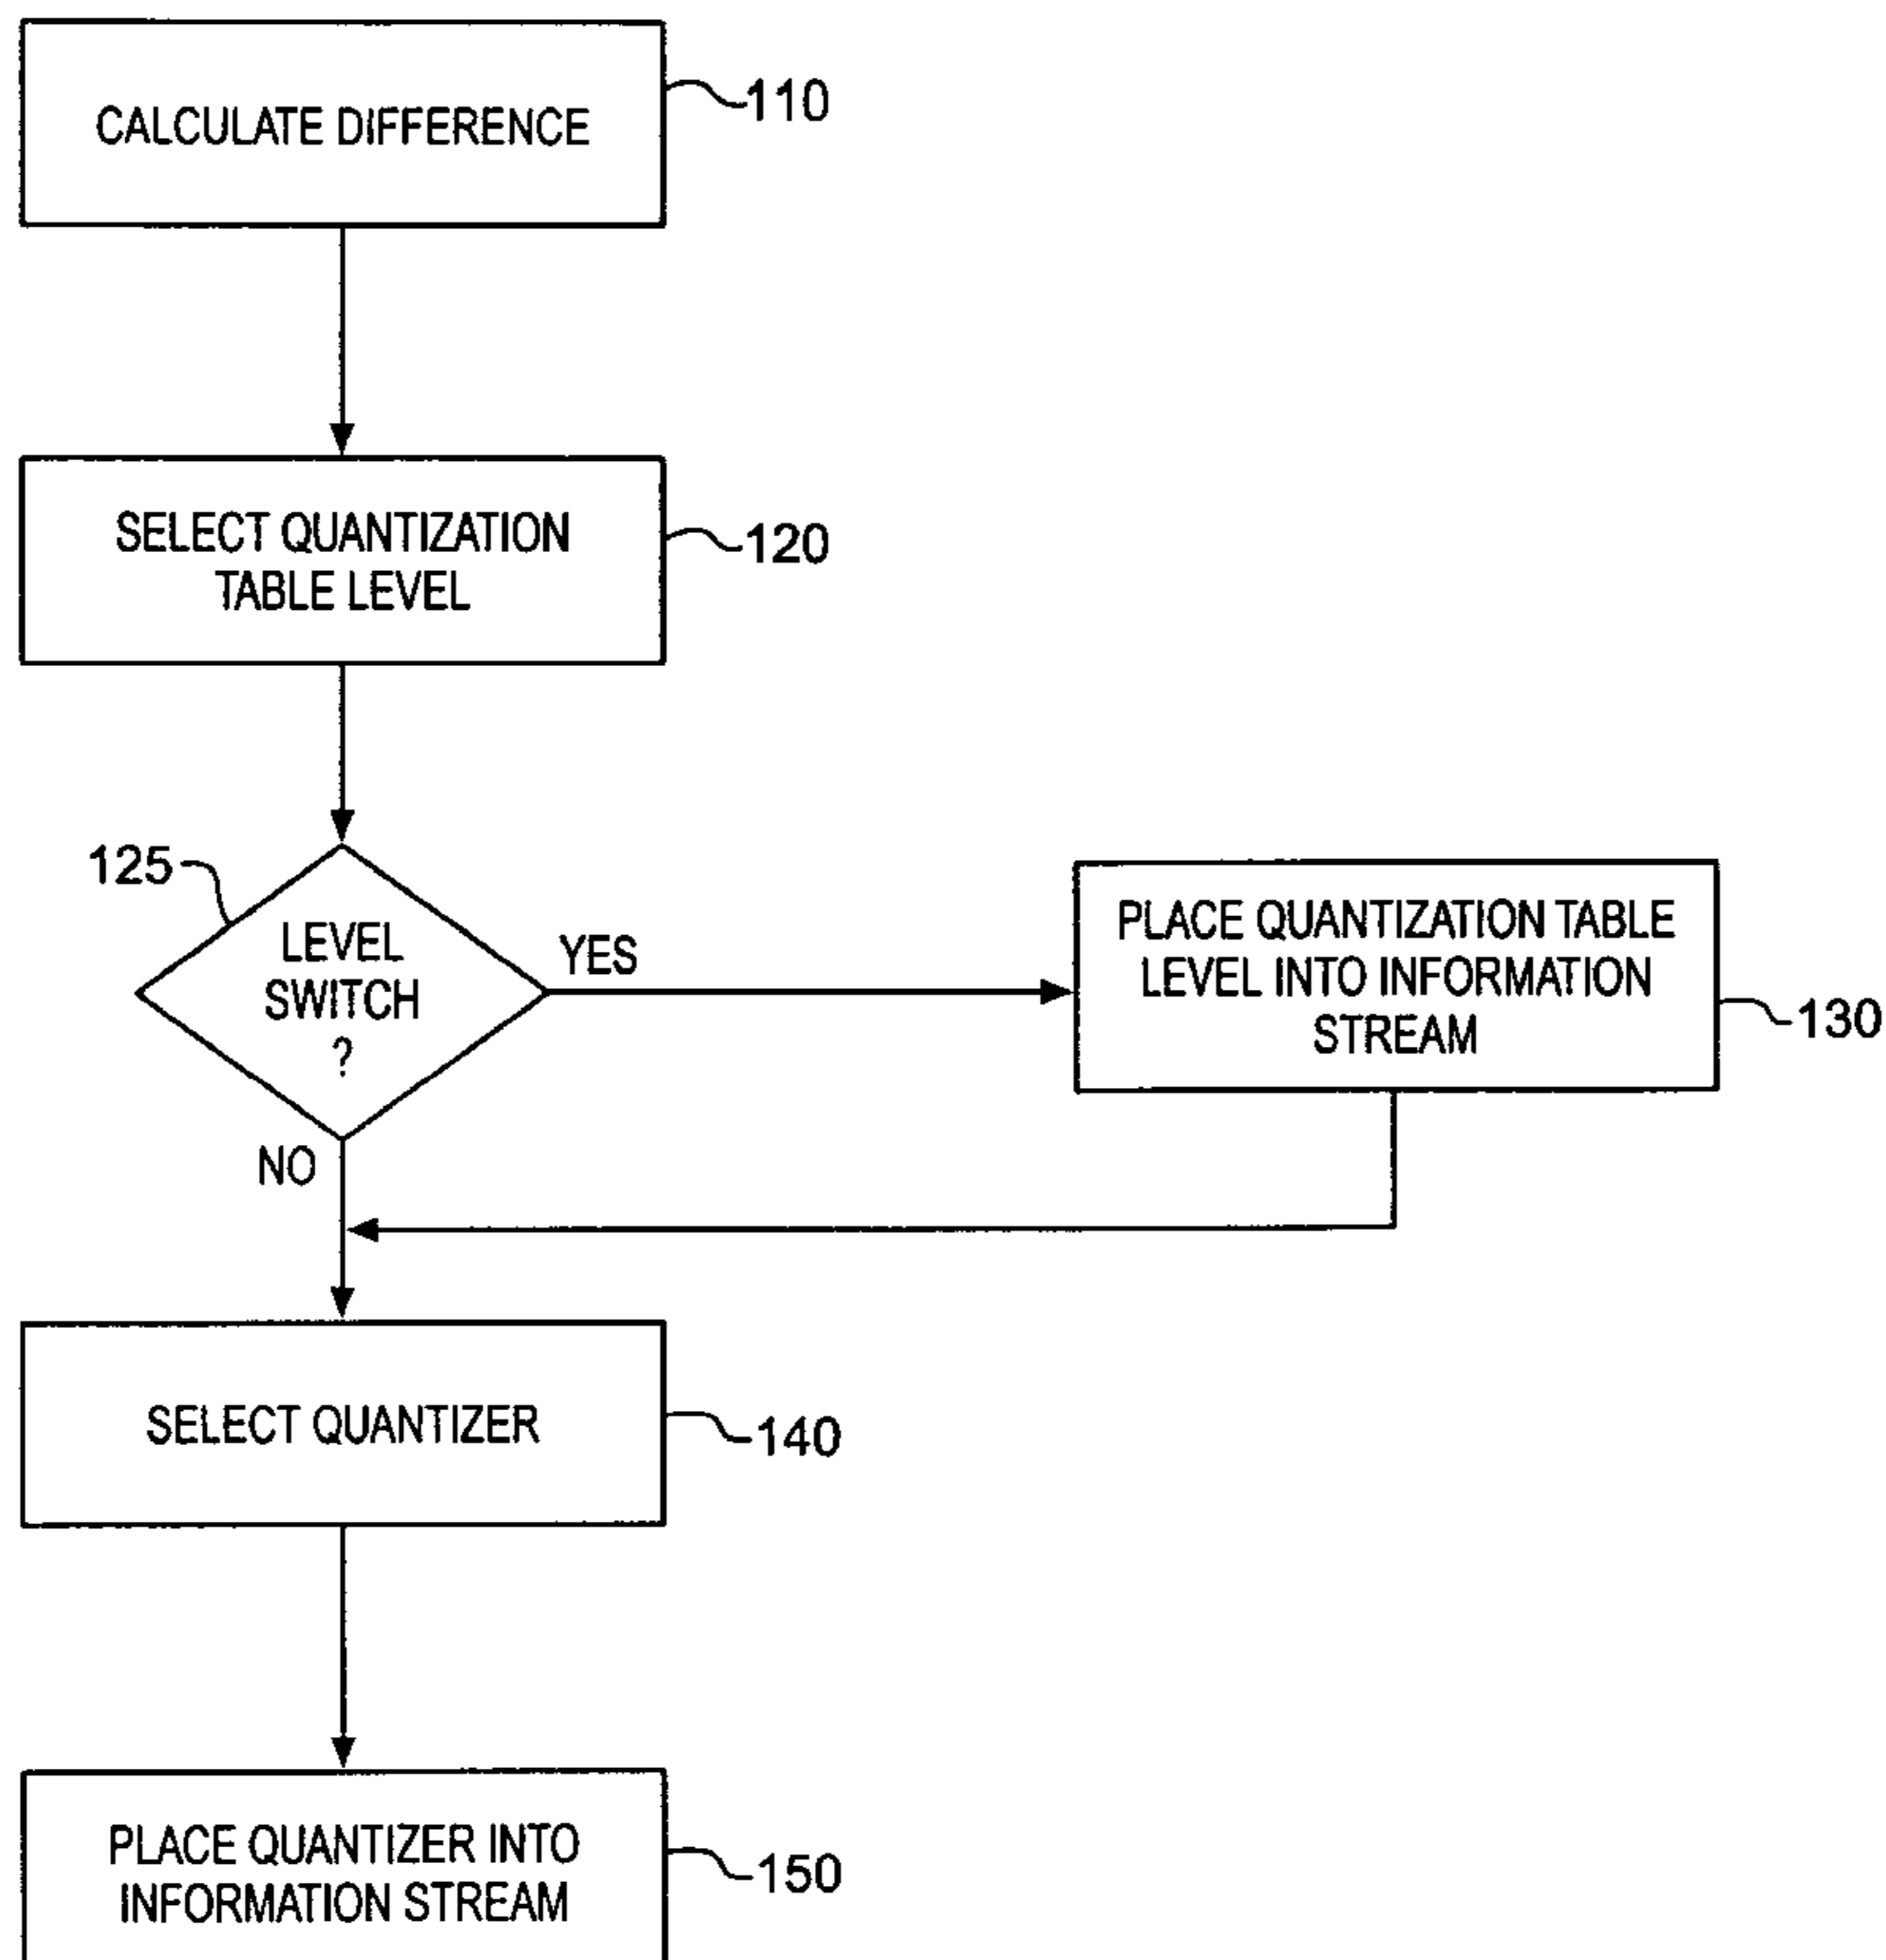 CALCULATE DIFFERENCE
110
SELECT QUANTIZATION
TABLE LEVEL
120
125
LEVEL
SWITCH
?
YES
PLACE QUANTIZATION TABLE
LEVEL INTO INFORMATION
STREAM
130
NO
SELECT QUANTIZER
140
PLACE QUANTIZER INTO
INFORMATION STREAM
150